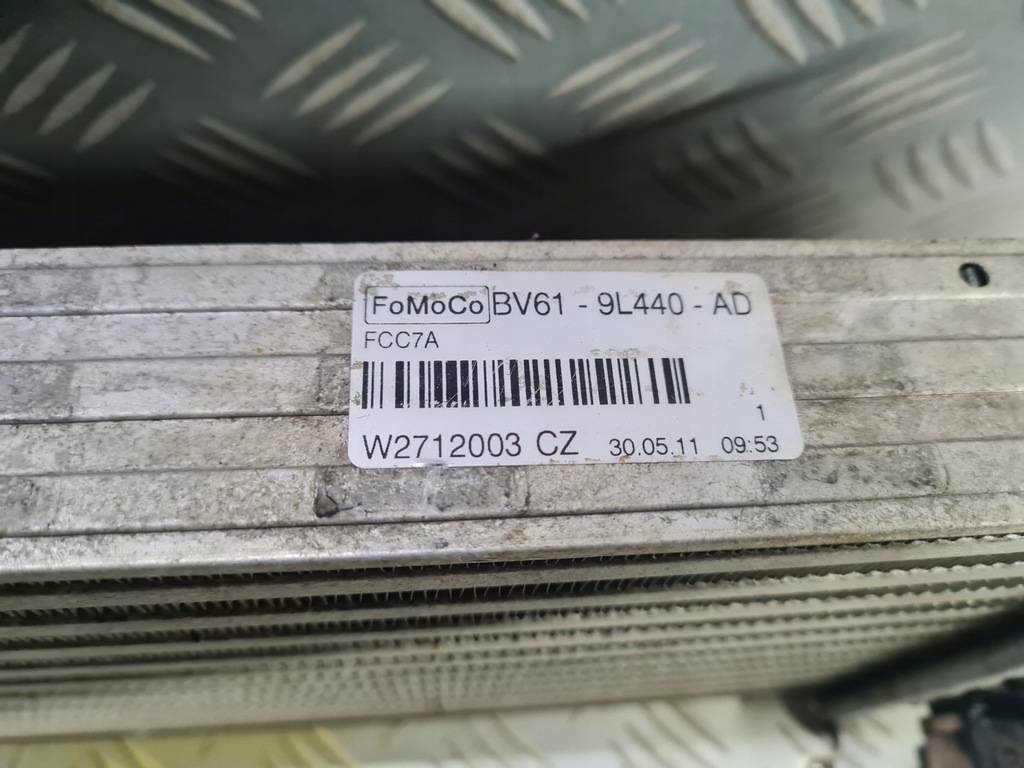 FoMoCo BV61 - 9L440 - AD
FCC7A
1
W2712003 CZ 30.05.11 09:53